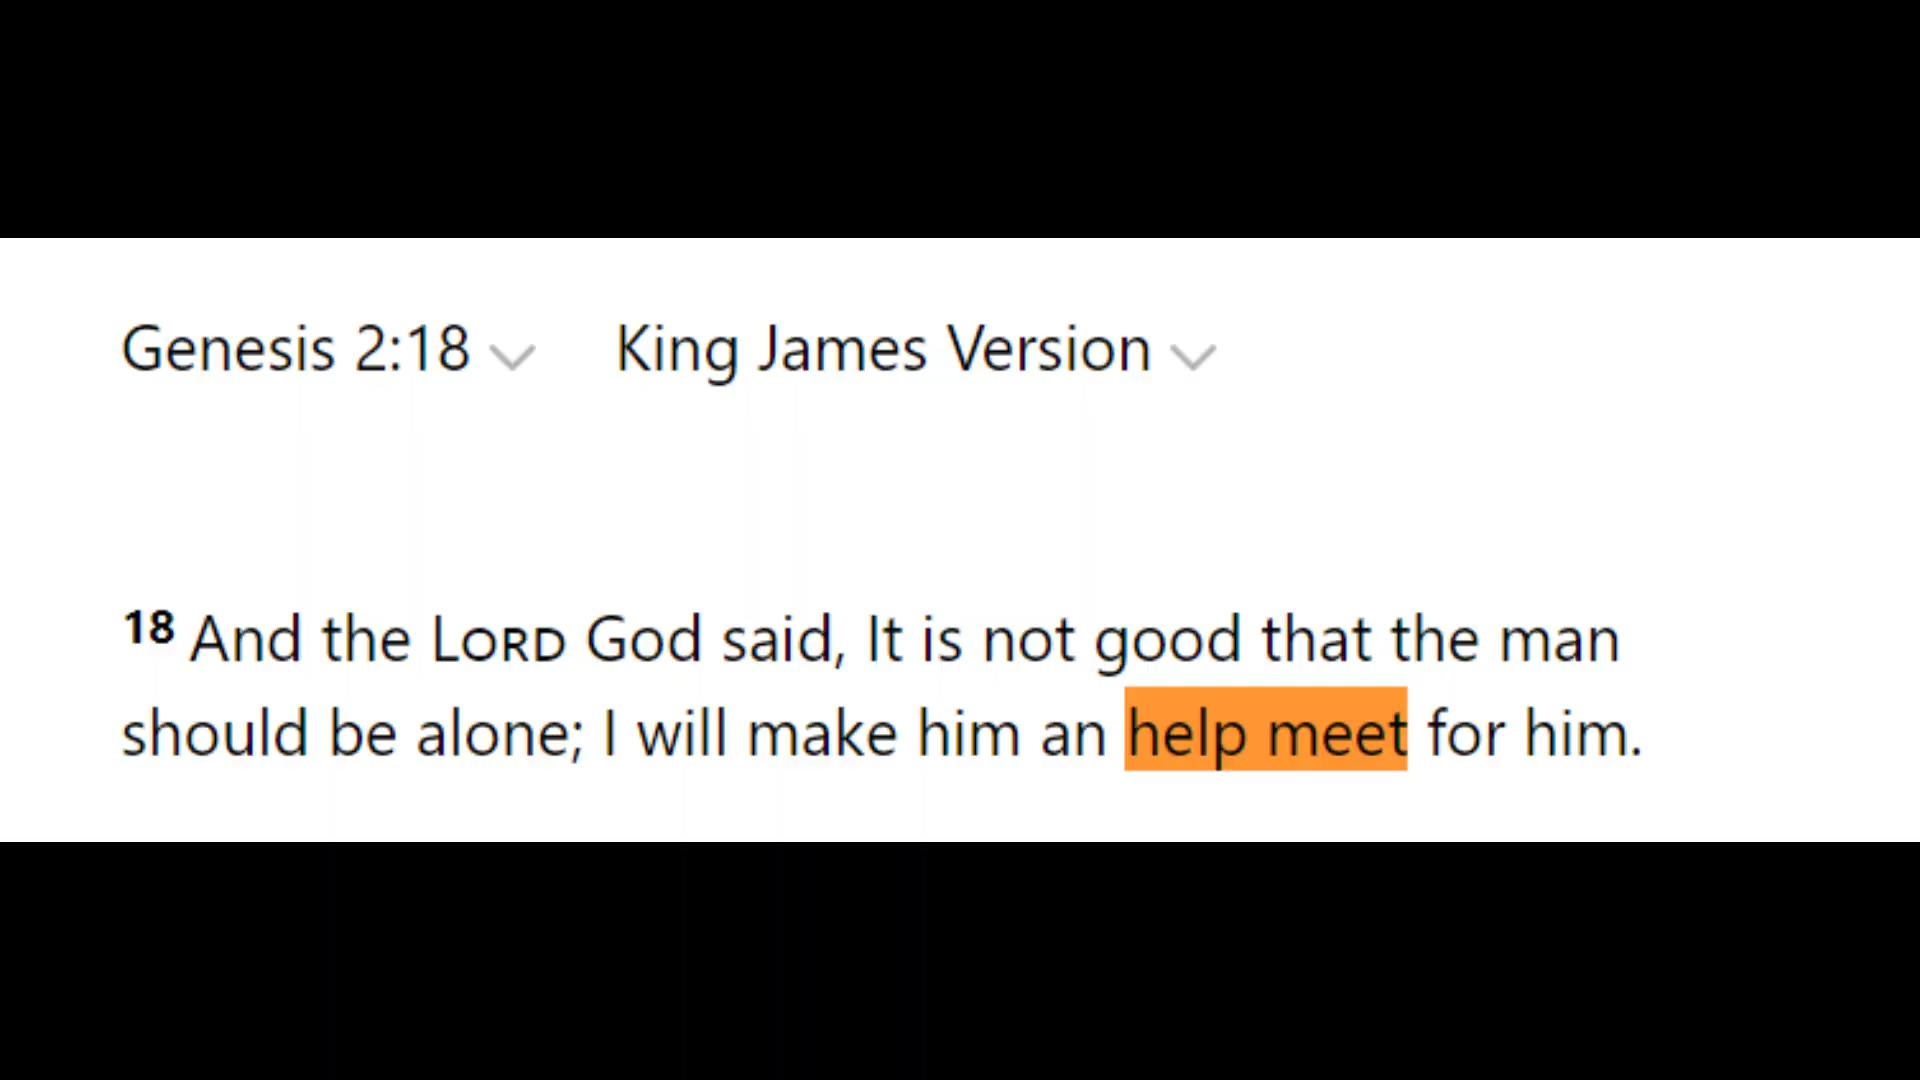 Genesis 2:18 King James Version
18 And the LORD God said, It is not good that the man
should be alone; I will make him an help meet for him.